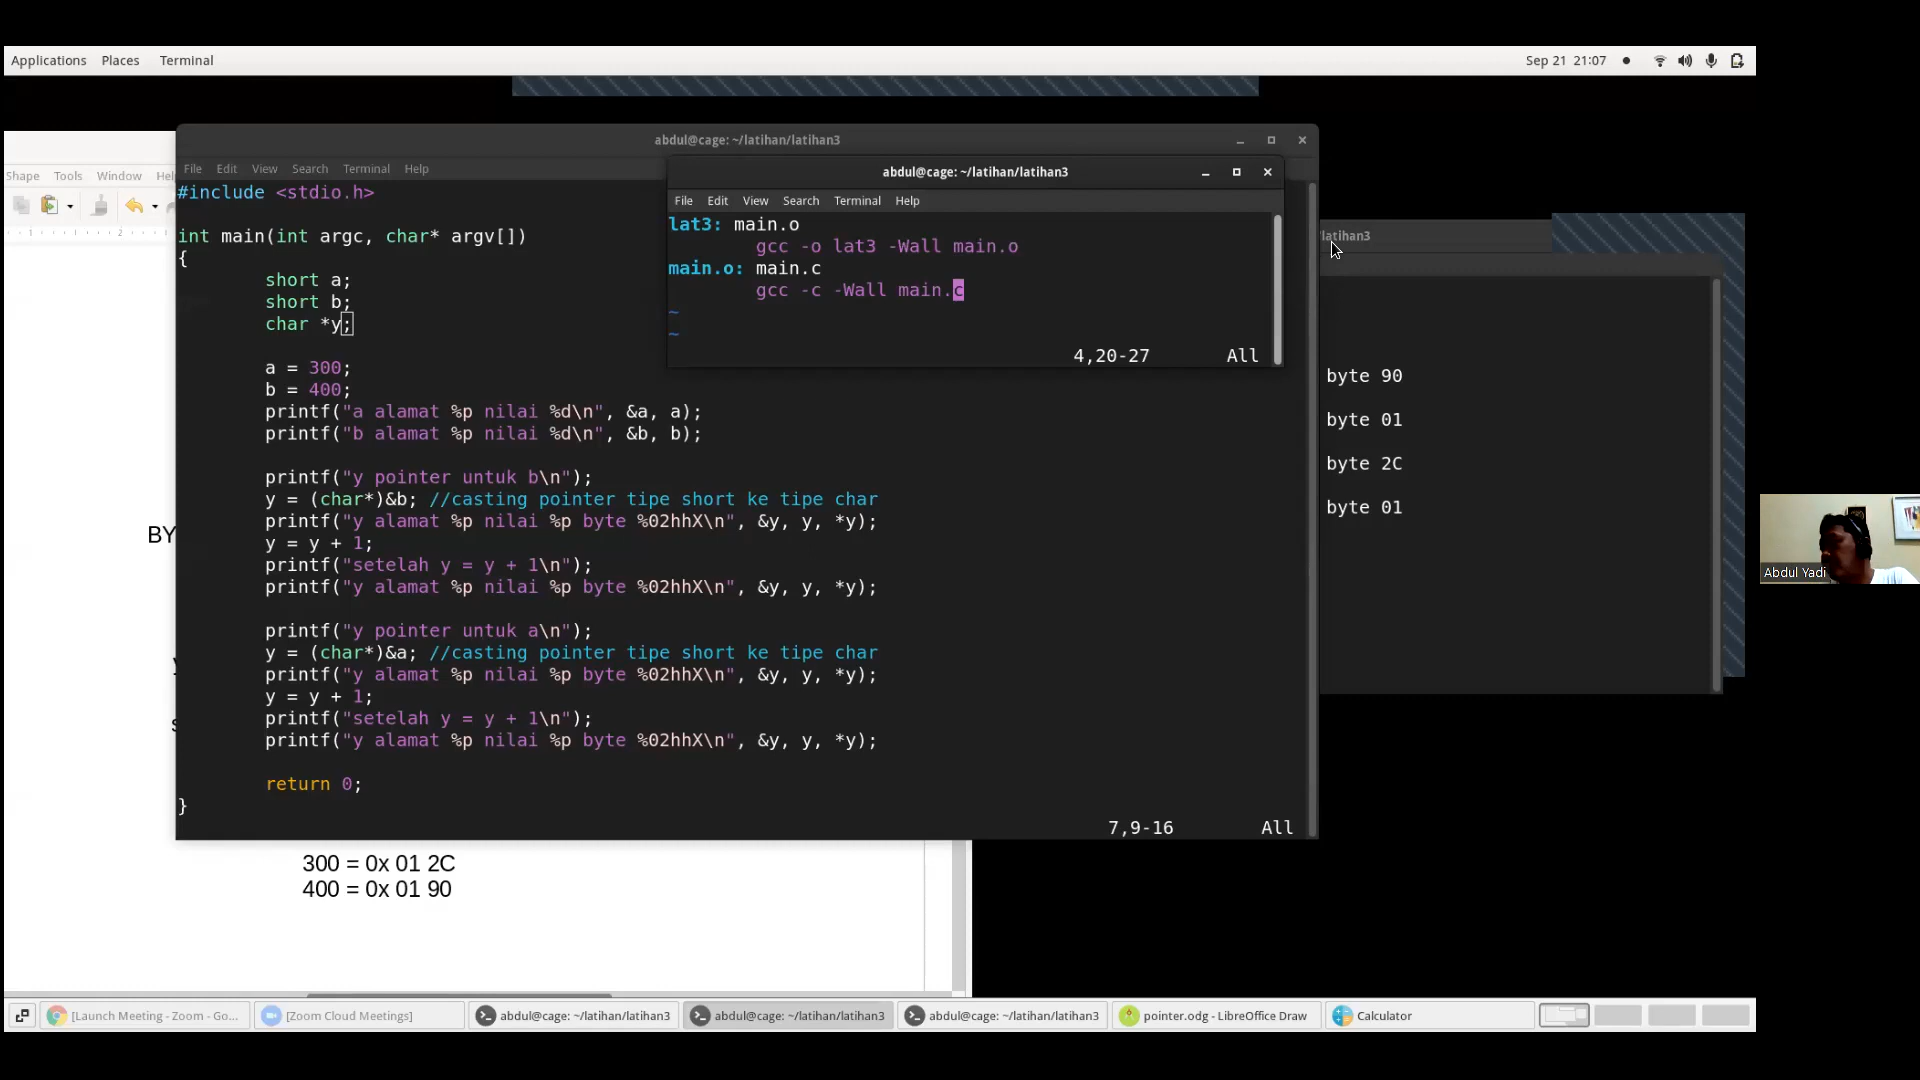 Applications Places Terminal
Sep 21 21:07
abdul@cage: ~/latihan/latihan3
File Edit View Search Terminal Help
#include <stdio.h>
int main(int argc, char* argv[])
{
short a;
short b;
char *y;
a = 300;
b = 400;
printf("a alamat %p nilai %d\n", &a, a);
printf("b alamat %p nilai %d\n", &b, b);
printf("y pointer untuk b\n");
y = (char*)&b; //casting pointer tipe short ke tipe char
printf("y alamat %p nilai %p byte %02hhX\n", &y, y, *y);
y = y + 1;
printf("setelah y = y + 1\n");
printf("y alamat %p nilai %p byte %02hhX\n", &y, y, *y);
printf("y pointer untuk a\n");
y = (char*)&a; //casting pointer tipe short ke tipe char
printf("y alamat %p nilai %p byte %02hhX\n", &y, y, *y);
y = y + 1;
printf("setelah y = y + 1\n");
printf("y alamat %p nilai %p byte %02hhX\n", &y, y, *y);
return 0;
}
7,9-16 All
abdul@cage: ~/latihan/latihan3
File Edit View Search Terminal Help
lat3: main.o
gcc -o lat3 -Wall main.o
main.o: main.c
gcc -c -Wall main.c
~
~
4,20-27 All
/latihan3
byte 90
byte 01
byte 2C
byte 01
Shape Tools Window Hel
BY
300 = 0x 01 2C
400 = 0x 01 90
Abdul Yadi
[Launch Meeting - Zoom - Go...
[Zoom Cloud Meetings]
abdul@cage: ~/latihan/latihan3
abdul@cage: ~/latihan/latihan3
abdul@cage: ~/latihan/latihan3
pointer.odg - LibreOffice Draw
Calculator